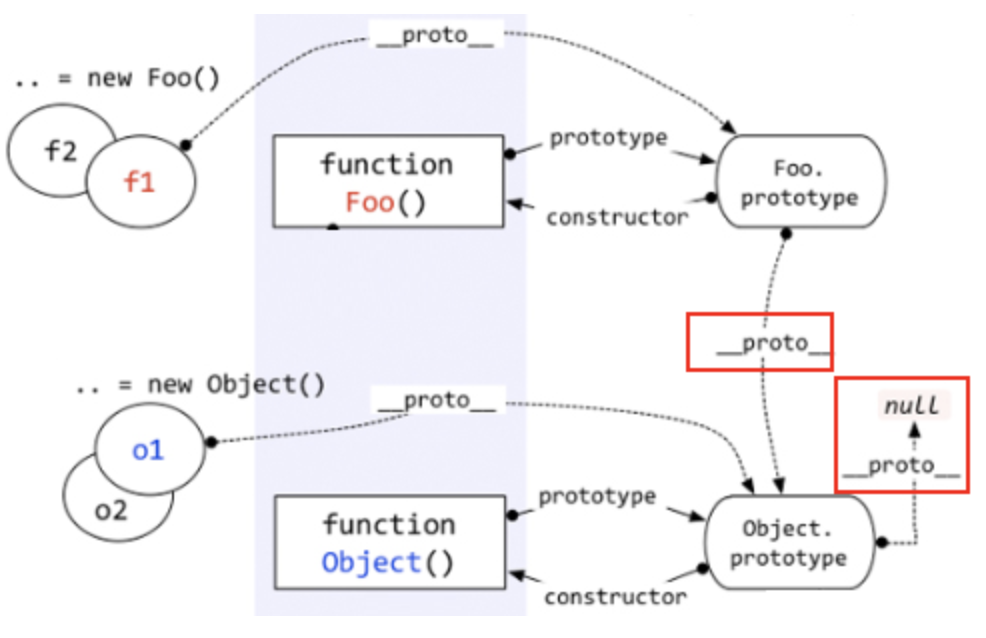 __proto__
.. = new Foo()
f2
f1
function
Foo()
prototype
constructor
Foo.
prototype
__proto__
.. = new Object()
__proto__
null
__proto__
o1
o2
function
Object()
prototype
constructor
Object.
prototype